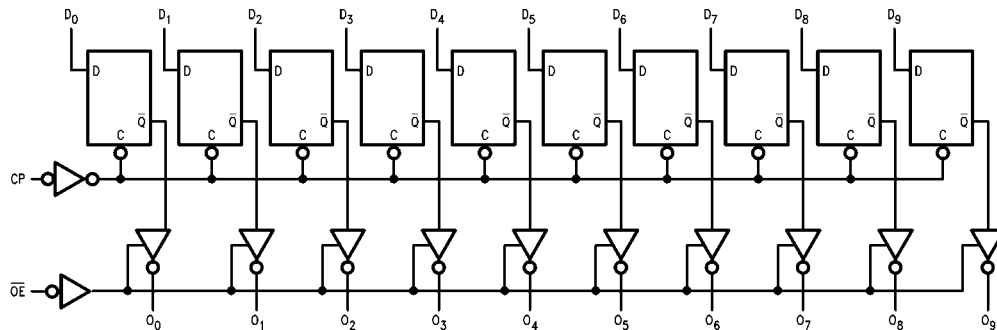 D0 D1 D2 D3 D4 D5 D6 D7 D8 D9
D D D D D D D D D D
Q̅ Q̅ Q̅ Q̅ Q̅ Q̅ Q̅ Q̅ Q̅ Q̅
C C C C C C C C C C
CP
O̅E̅
O0 O1 O2 O3 O4 O5 O6 O7 O8 O9